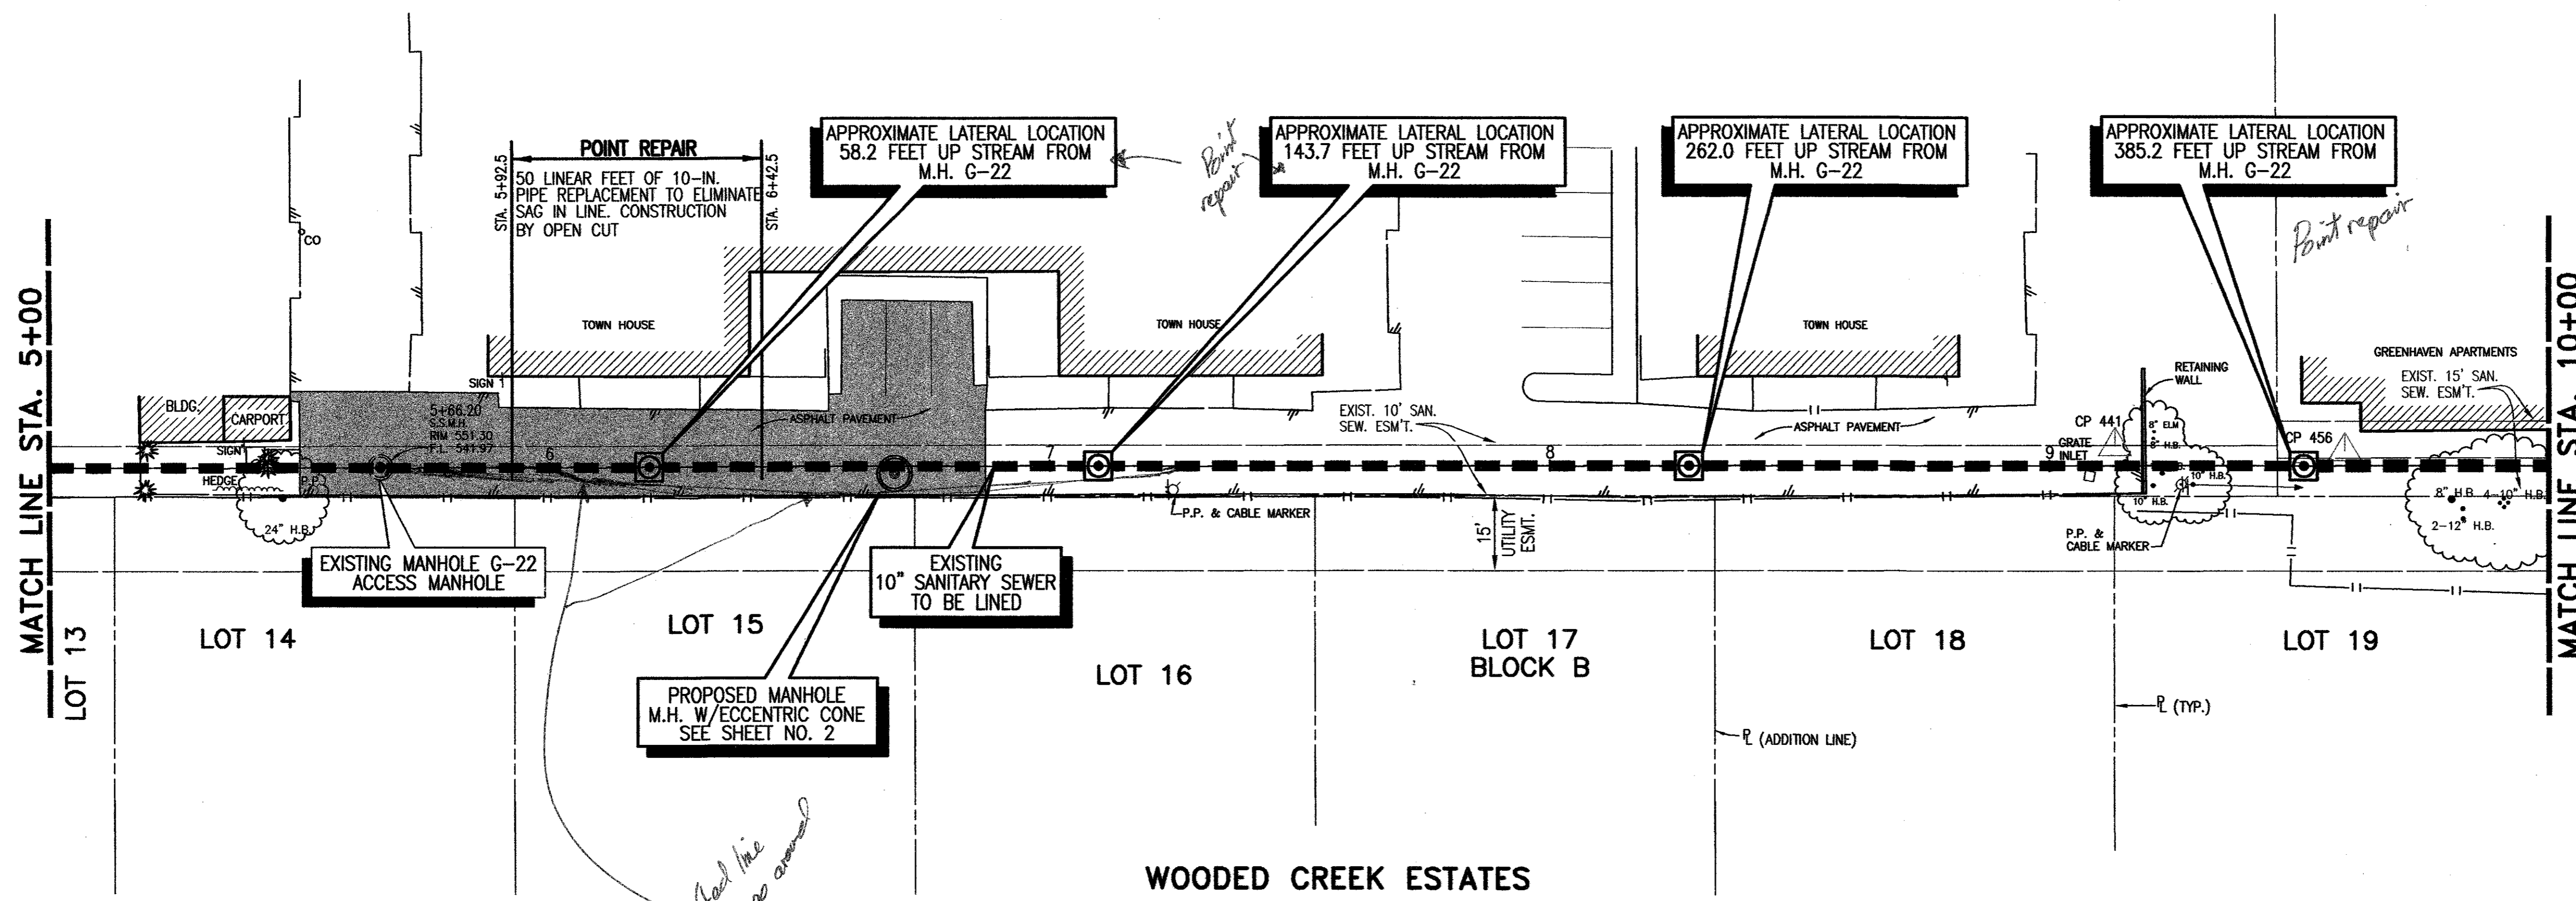 MATCH LINE STA. 5+00
CO
STA. 5+92.5
POINT REPAIR
50 LINEAR FEET OF 10-IN.
PIPE REPLACEMENT TO ELIMINATE
SAG IN LINE. CONSTRUCTION
BY OPEN CUT
STA. 6+42.5
APPROXIMATE LATERAL LOCATION
58.2 FEET UP STREAM FROM
M.H. G-22
Point
repair
APPROXIMATE LATERAL LOCATION
143.7 FEET UP STREAM FROM
M.H. G-22
APPROXIMATE LATERAL LOCATION
262.0 FEET UP STREAM FROM
M.H. G-22
APPROXIMATE LATERAL LOCATION
385.2 FEET UP STREAM FROM
M.H. G-22
Point repair
MATCH LINE STA. 10+00
TOWN HOUSE
TOWN HOUSE
TOWN HOUSE
GREENHAVEN APARTMENTS
EXIST. 15' SAN.
SEW. ESM'T.
RETAINING
WALL
BLDG.
CARPORT
SIGN 1
5+66.20
S.S.M.H.
RIM 551.30
F.L. 541.97
ASPHALT PAVEMENT
EXIST. 10' SAN.
SEW. ESM'T.
ASPHALT PAVEMENT
CP 441
8" ELM
8" H.B.
GRATE
INLET
CP 456
SIGN
HEDGE
P.P.
24" H.B.
6
7
8
9
10" H.B.
10" H.B.
8" H.B.
4-10" H.B.
2-12" H.B.
P.P. & CABLE MARKER
P.P. &
CABLE MARKER
15'
UTILITY
ESMT.
EXISTING MANHOLE G-22
ACCESS MANHOLE
EXISTING
10" SANITARY SEWER
TO BE LINED
PROPOSED MANHOLE
M.H. W/ECCENTRIC CONE
SEE SHEET NO. 2
LOT 13
LOT 14
LOT 15
LOT 16
LOT 17
BLOCK B
LOT 18
LOT 19
PL (TYP.)
PL (ADDITION LINE)
line
around
WOODED CREEK ESTATES